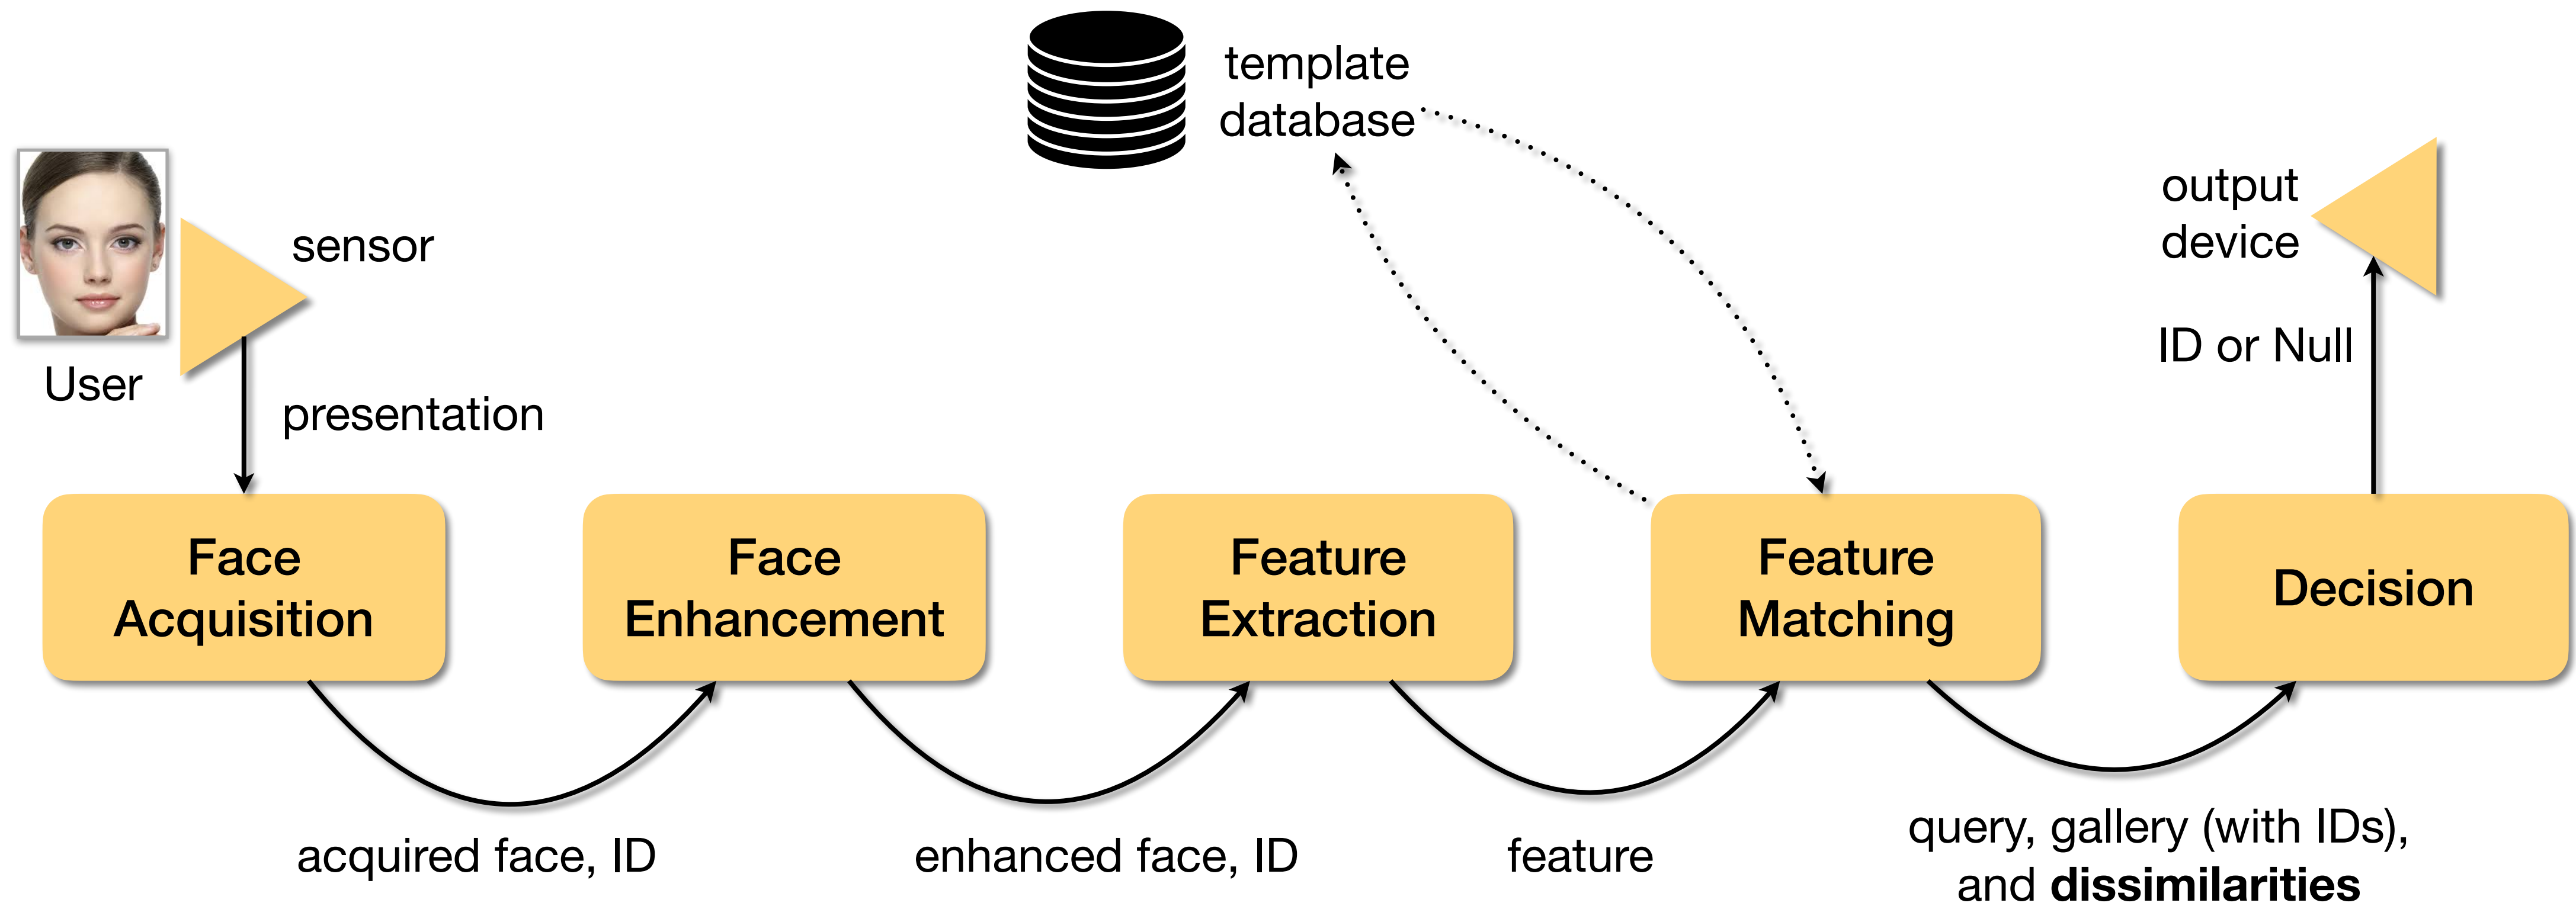 template
database
sensor
User
presentation
output
device
ID or Null
Face
Acquisition
Face
Enhancement
Feature
Extraction
Feature
Matching
Decision
acquired face, ID
enhanced face, ID
feature
query, gallery (with IDs),
and dissimilarities